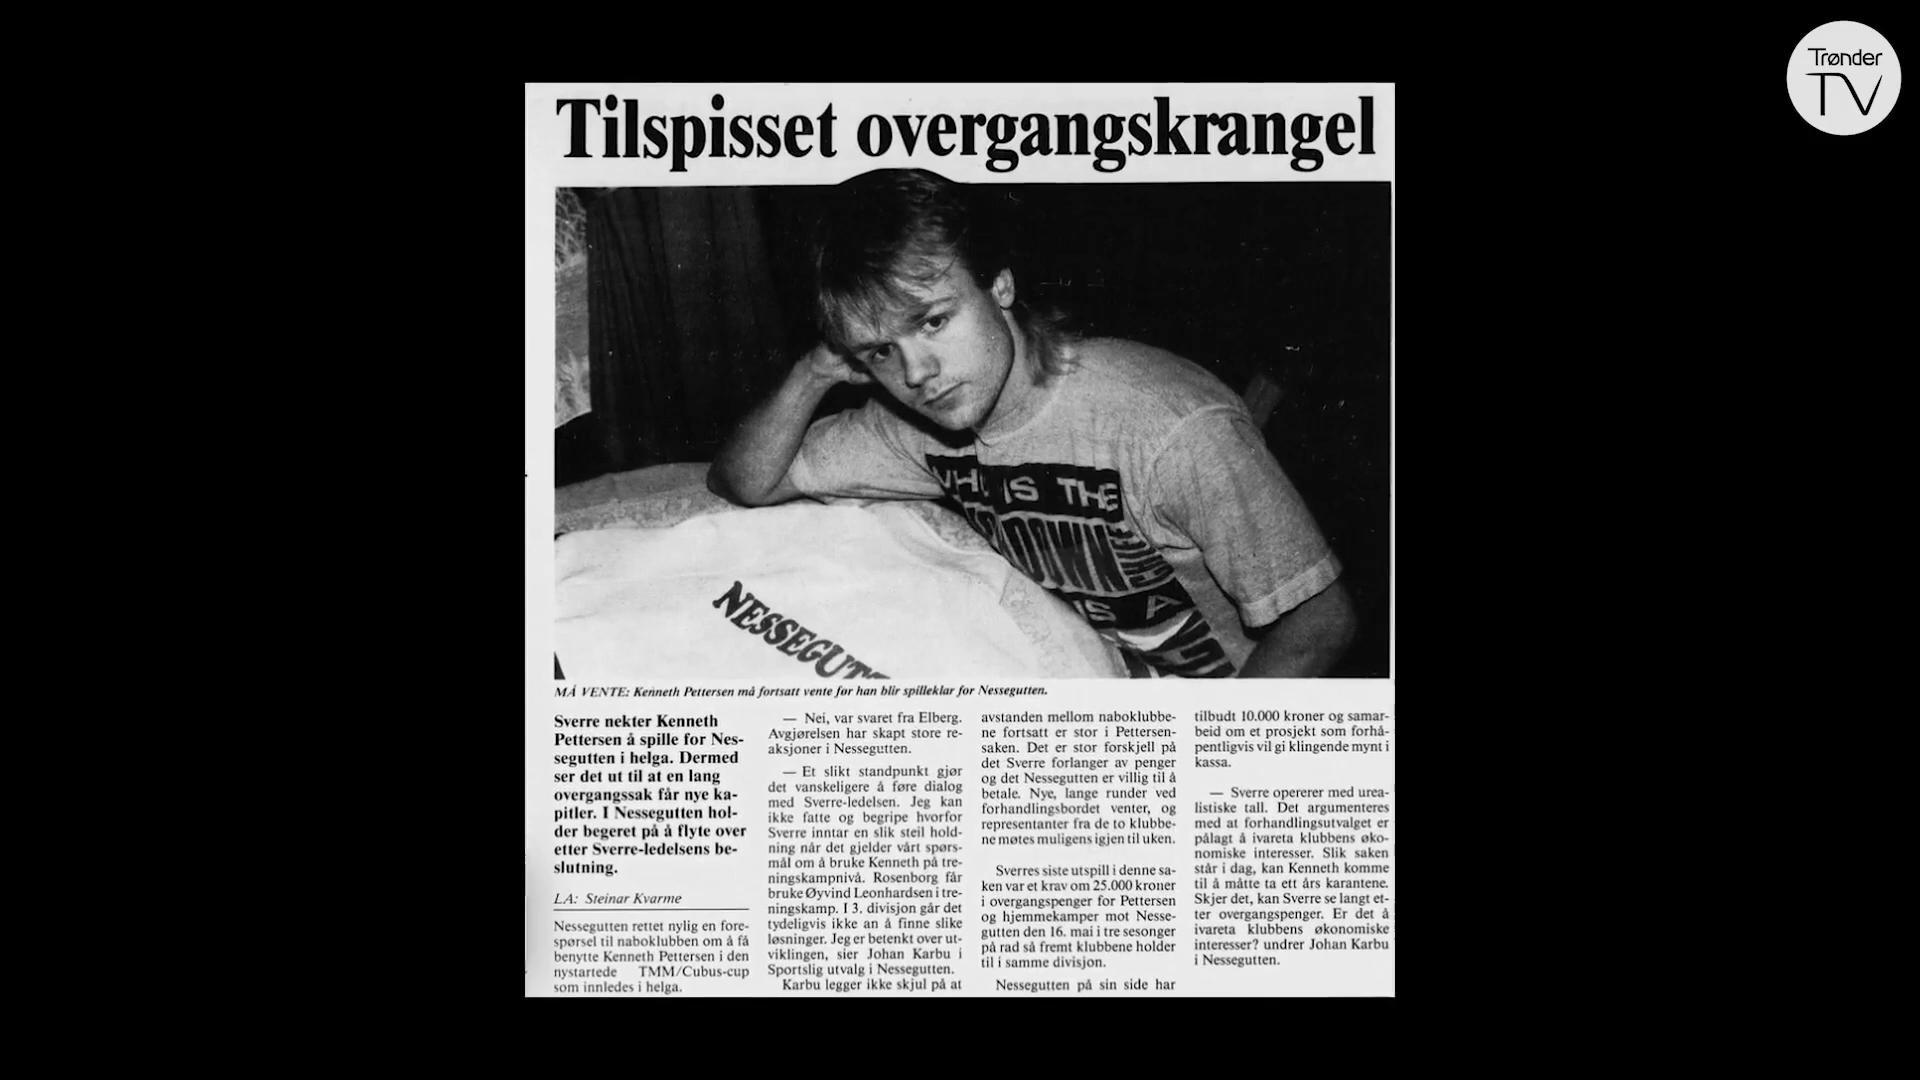 Trønder
TV
Tilspisset overgangskrangel
IS THE
DOWN
CHIEF
IS A
NESSEGUT
MÅ VENTE: Kenneth Pettersen må fortsatt vente før han blir spilleklar for Nessegutten.
Sverre nekter Kenneth
Pettersen å spille for Nes-
segutten i helga. Dermed
ser det ut til at en lang
overgangssak får nye ka-
pitler. I Nessegutten hol-
der begeret på å flyte over
etter Sverre-ledelsens be-
slutning.
LA: Steinar Kvarme
Nessegutten rettet nylig en fore-
spørsel til naboklubben om å få
benytte Kenneth Pettersen i den
nystartede TMM/Cubus-cup
som innledes i helga.
— Nei, var svaret fra Elberg.
Avgjørelsen har skapt store re-
aksjoner i Nessegutten.
— Et slikt standpunkt gjør
det vanskeligere å føre dialog
med Sverre-ledelsen. Jeg kan
ikke fatte og begripe hvorfor
Sverre inntar en slik steil hold-
ning når det gjelder vårt spørs-
mål om å bruke Kenneth på tre-
ningskampnivå. Rosenborg får
bruke Øyvind Leonhardsen i tre-
ningskamp. I 3. divisjon går det
tydeligvis ikke an å finne slike
løsninger. Jeg er betenkt over ut-
viklingen, sier Johan Karbu i
Sportslig utvalg i Nessegutten.
Karbu legger ikke skjul på at
avstanden mellom naboklubbe-
ne fortsatt er stor i Pettersen-
saken. Det er stor forskjell på
det Sverre forlanger av penger
og det Nessegutten er villig til å
betale. Nye, lange runder ved
forhandlingsbordet venter, og
representanter fra de to klubbe-
ne møtes muligens igjen til uken.
Sverres siste utspill i denne sa-
ken var et krav om 25.000 kroner
i overgangspenger for Pettersen
og hjemmekamper mot Nesse-
gutten den 16. mai i tre sesonger
på rad så fremt klubbene holder
til i samme divisjon.
Nessegutten på sin side har
tilbudt 10.000 kroner og samar-
beid om et prosjekt som forhå-
pentligvis vil gi klingende mynt i
kassa.
— Sverre opererer med urea-
listiske tall. Det argumenteres
med at forhandlingsutvalget er
pålagt å ivareta klubbens øko-
nomiske interesser. Slik saken
står i dag, kan Kenneth komme
til å måtte ta ett års karantene.
Skjer det, kan Sverre se langt et-
ter overgangspenger. Er det å
ivareta klubbens økonomiske
interesser? undrer Johan Karbu
i Nessegutten.